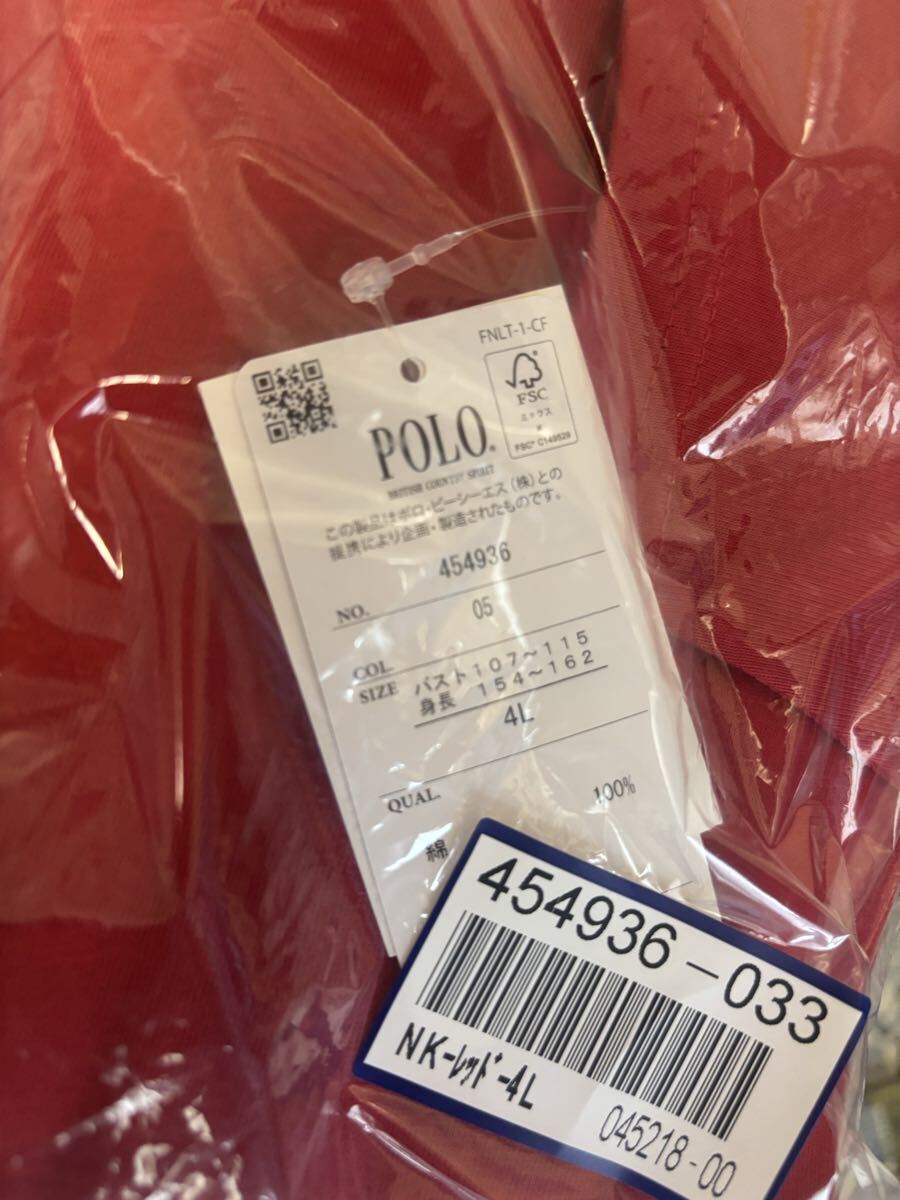 FNLT-1-CF
FSC
ミックス
FSC® C149529
POLO®
BRITISH COUNTRY SPIRIT
この製品はポロ・ビーシーエス(株)との
提携により企画・製造されたものです。
454936
NO.
05
COL.
SIZE
バスト107～115
身長 154～162
4L
QUAL.
100%
綿
454936-033
NK-レッド-4L
045218-00